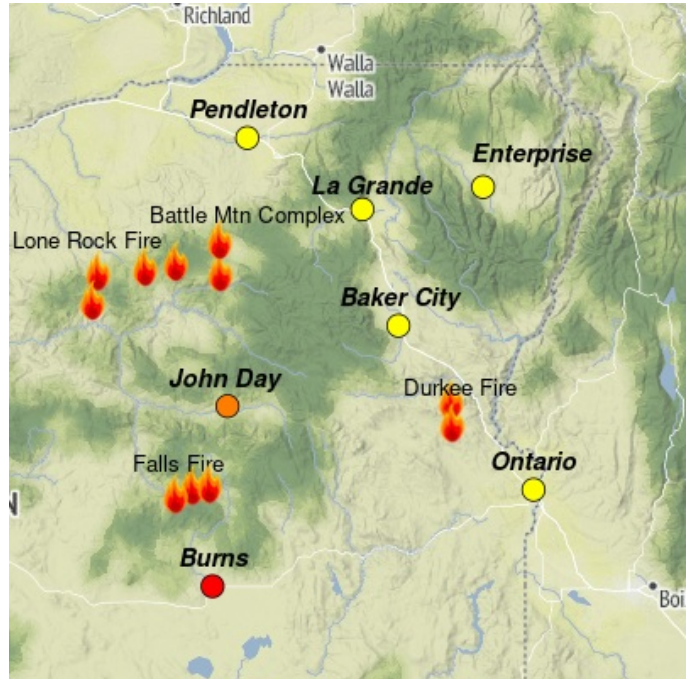 Richland
Walla
Walla
Pendleton
Enterprise
La Grande
Battle Mtn Complex
Lone Rock Fire
Baker City
John Day
Durkee Fire
Falls Fire
Ontario
N
Burns
Boi